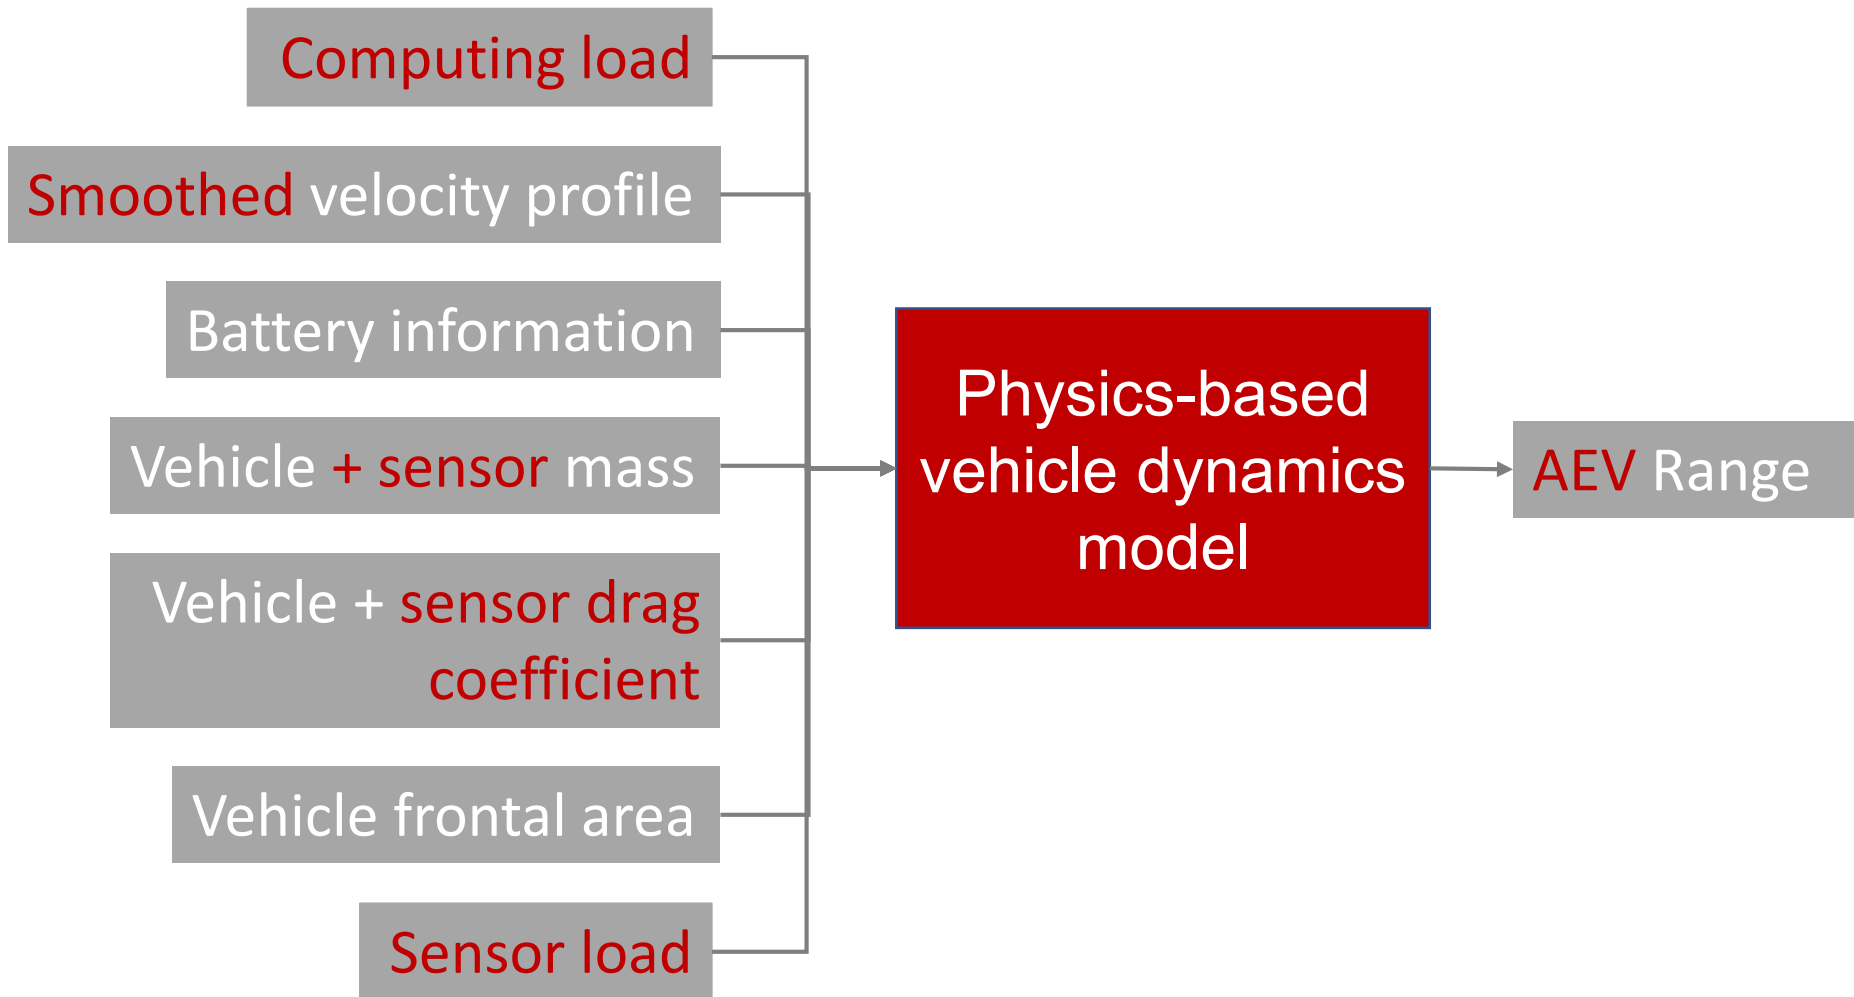 Computing load
Smoothed velocity profile
Battery information
Vehicle + sensor mass
Vehicle + sensor drag
coefficient
Vehicle frontal area
Sensor load
Physics-based
vehicle dynamics
model
AEV Range